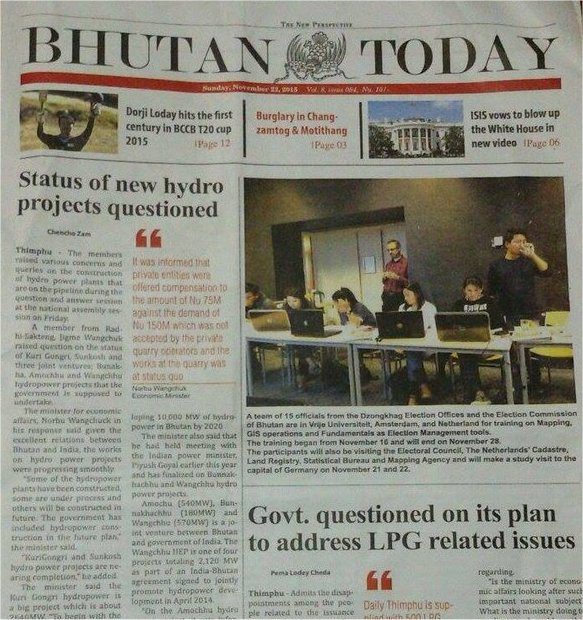 THE NEW PERSPECTIVE
BHUTAN TODAY
Sunday, November 22, 2015 Vol. 8, issue 094, Nu. 10/-
Dorji Loday hits the first
century in BCCB T20 cup
2015
|Page 12
Burglary in Chang-
zamtog & Motithang
|Page 03
ISIS vows to blow up
the White House in
new video |Page 06
Status of new hydro
projects questioned
Chencho Zam
Thimphu - The members
raised various concerns and
queries on the construction
of hydro power plants that
are on the pipeline during the
question and answer session
at the national assembly ses-
sion on Friday.
A member from Rad-
hi-Sakteng, Jigme Wangchuk
raised question on the status
of Kuri Gongri, Sunkosh and
three joint ventures; Bunak-
ha, Amochhu and Wangchhu
hydropower projects that the
government is supposed to
undertake.
The minister for economic
affairs, Norbu Wangchuck in
his response said given the
excellent relations between
Bhutan and India, the works
on hydro power projects
were progressing smoothly.
"Some of the hydropower
plants have been constructed,
some are under process and
others will be constructed in
future. The government has
included hydropower cons-
truction in the future plan,"
the minister said.
"KuriGongri and Sunkosh
hydro power projects are ne-
aring completion," he added.
The minister said the
Kuri Gongri hydropower is
a big project which is about
2640MW. "To begin with the
It was informed that
private entities were
offered compensation to
the amount of Nu 75M
against the demand of
Nu 150M which was not
accepted by the private
quarry operators and the
works at the quarry was
at status quo
Norbu Wangchuk
Economic Minister
loping 10,000 MW of hydro-
power in Bhutan by 2020
The minister also said that
he had held meeting with
the Indian power minister,
Piyush Goyal earlier this year
and has finalized on Bunnak-
hachhu and Wangchhu hydro
power projects.
Amochu (540MW), Bun-
nakhachhu (180MW) and
Wangchhu (570MW) is a jo-
int venture between Bhutan
and government of India. The
Wangchhu HEP is one of four
projects totaling 2,120 MW
as part of an India-Bhutan
agreement signed to jointly
promote hydropower devel-
opment in April 2014.
"On the Amochhu hydro
A team of 15 officials from the Dzongkhag Election Offices and the Election Commission
of Bhutan are in Vrije Universiteit, Amsterdam, and Netherland for training on Mapping,
GIS operations and Fundamentals as Election Management tools.
The training began from November 16 and will end on November 28.
The participants will also be visiting the Electoral Council, The Netherlands' Cadastre,
Land Registry, Statistical Bureau and Mapping Agency and will make a study visit to the
capital of Germany on November 21 and 22.
Govt. questioned on its plan
to address LPG related issues
Pema Lodey Cheda
Thimphu - Admits the disap-
pointments among the peo-
ple related to the issuance
Daily Thimphu is sup-
plied with 500 LPG
regarding.
"Is the ministry of econo-
mic affairs looking after such
important national subject?
What is the ministry doing t